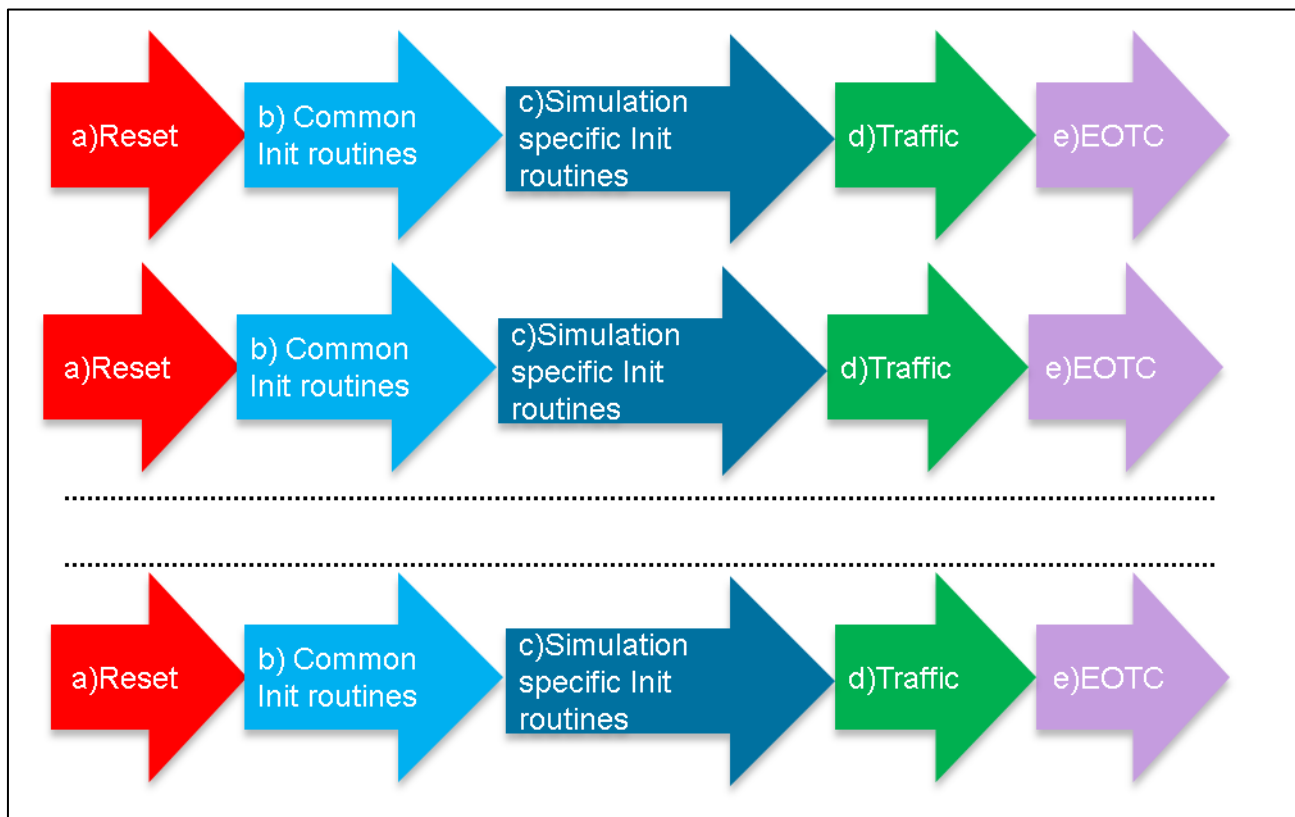 a)Reset
b) Common
Init routines
c)Simulation
specific Init
routines
d)Traffic
e)EOTC
a)Reset
b) Common
Init routines
c)Simulation
specific Init
routines
d)Traffic
e)EOTC
a)Reset
b) Common
Init routines
c)Simulation
specific Init
routines
d)Traffic
e)EOTC